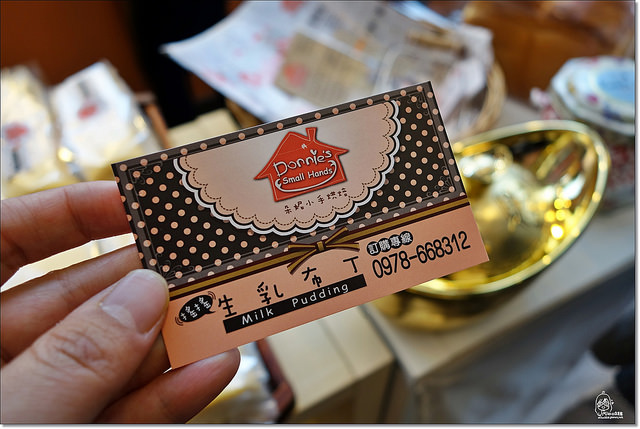 Donnie's
Small Hands
朵妮小手烘焙
訂購專線
0978-668312
生乳布丁
Milk Pudding